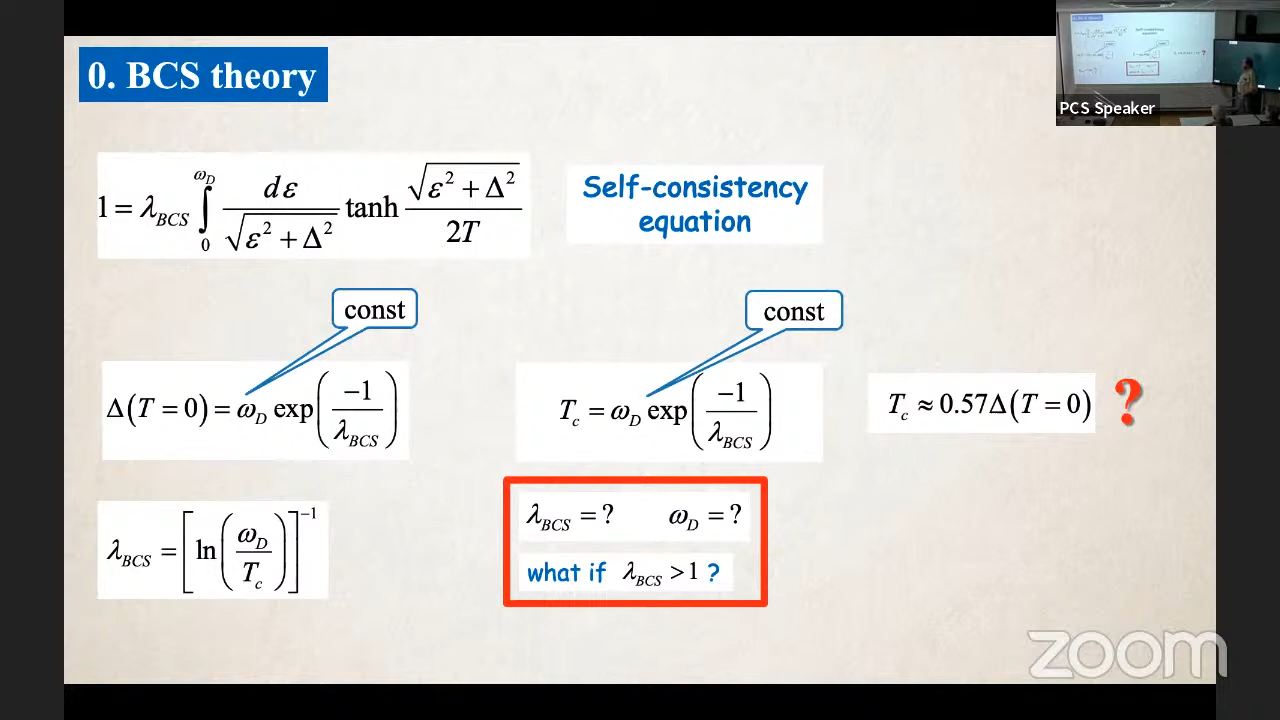 0. BCS theory
PCS Speaker
1 = λ_BCS ∫_0^{ω_D} dε / √(ε² + Δ²) tanh √(ε² + Δ²) / 2T
Self-consistency
equation
const
const
Δ(T = 0) = ω_D exp(−1 / λ_BCS)
T_c = ω_D exp(−1 / λ_BCS)
T_c ≈ 0.57Δ(T = 0) ?
λ_BCS = [ln(ω_D / T_c)]^{−1}
λ_BCS = ? ω_D = ?
what if λ_BCS > 1 ?
zoom